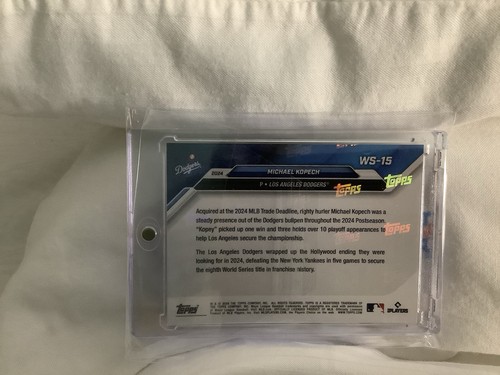 WS-15
Dodgers
2024
MICHAEL KOPECH
P • LOS ANGELES DODGERS®
TOPPS
TOPPS
Acquired at the 2024 MLB Trade Deadline, righty hurler Michael Kopech was a
steady presence out of the Dodgers bullpen throughout the 2024 Postseason.
"Kopey" picked up one win and three holds over 10 playoff appearances to
help Los Angeles secure the championship.
TOPPS
The Los Angeles Dodgers wrapped up the Hollywood ending they were
looking for in 2024, defeating the New York Yankees in five games to secure
the eighth World Series title in franchise history.
TOPPS
PLAYERS